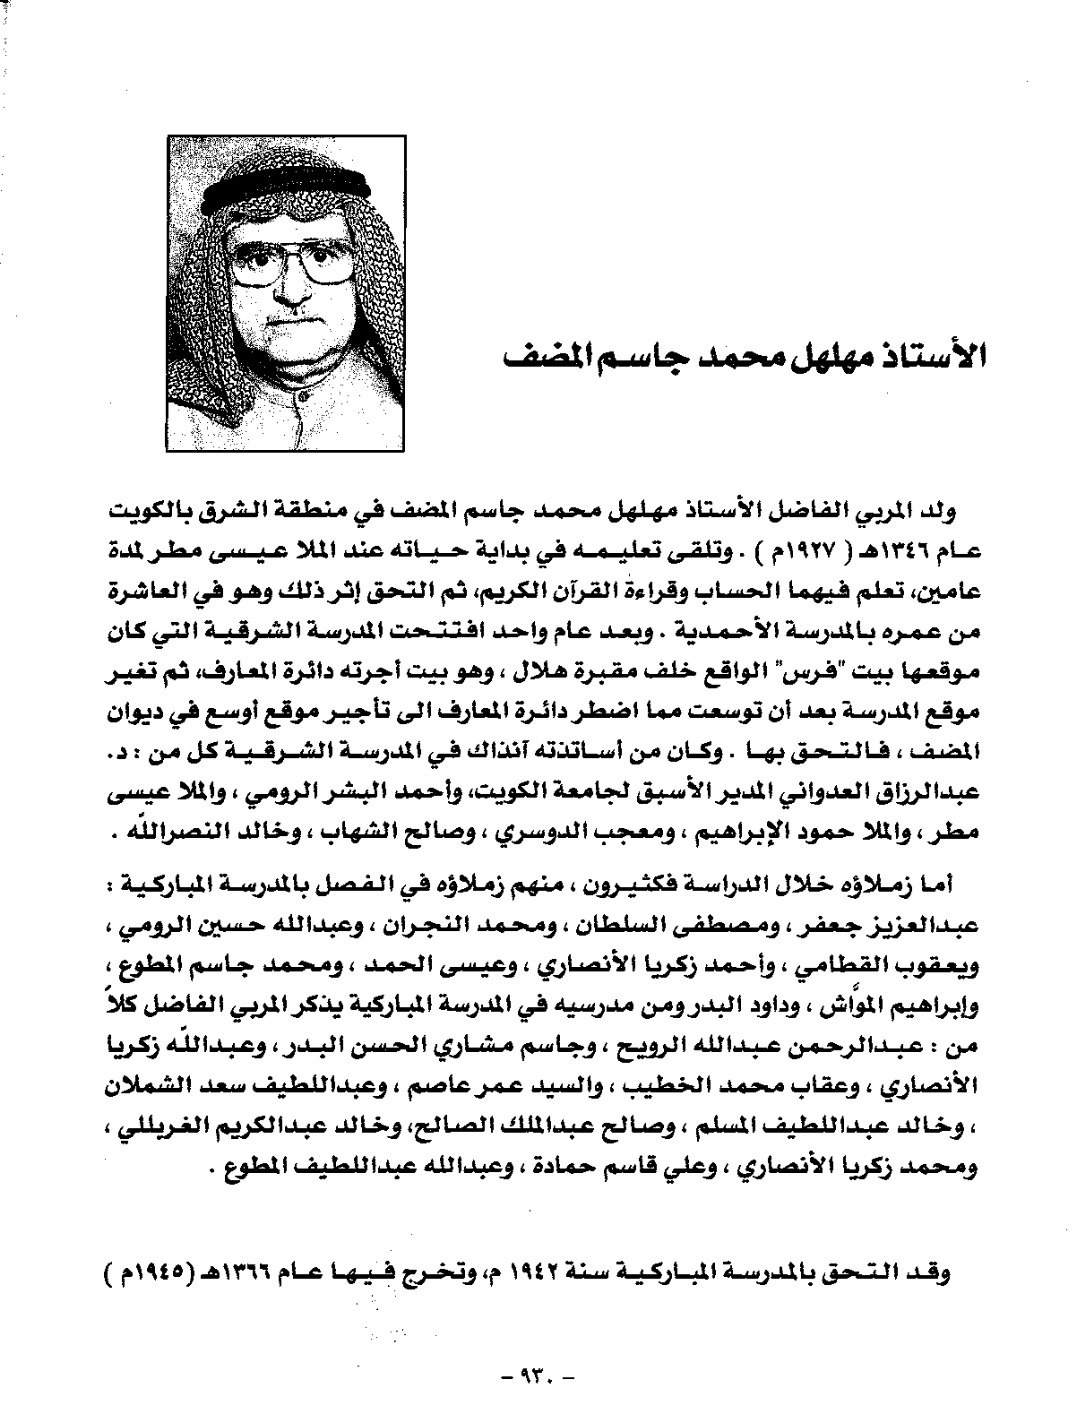 الأستاذ مهلهل محمد جاسم المضف
ولد المربي الفاضل الأستاذ مهلهل محمد جاسم المضف في منطقة الشرق بالكويت
عام ١٣٤٦هـ ( ١٩٢٧م ) . وتلقى تعليمه في بداية حياته عند الملا عيسى مطر لمدة
عامين، تعلم فيهما الحساب وقراءة القرآن الكريم، ثم التحق إثر ذلك وهو في العاشرة
من عمره بالمدرسة الأحمدية . وبعد عام واحد افتتحت المدرسة الشرقية التي كان
موقعها بيت "فرس" الواقع خلف مقبرة هلال ، وهو بيت أجرته دائرة المعارف، ثم تغير
موقع المدرسة بعد أن توسعت مما اضطر دائرة المعارف الى تأجير موقع أوسع في ديوان
المضف ، فالتحق بها . وكان من أساتذته آنذاك في المدرسة الشرقية كل من : د.
عبدالرزاق العدواني المدير الأسبق لجامعة الكويت، وأحمد البشر الرومي ، والملا عيسى
مطر ، والملا حمود الإبراهيم ، ومعجب الدوسري ، وصالح الشهاب ، وخالد النصرالله .
أما زملاؤه خلال الدراسة فكثيرون ، منهم زملاؤه في الفصل بالمدرسة المباركية :
عبدالعزيز جعفر ، ومصطفى السلطان ، ومحمد النجران ، وعبدالله حسين الرومي ،
ويعقوب القطامي ، وأحمد زكريا الأنصاري ، وعيسى الحمد ، ومحمد جاسم المطوع ،
وإبراهيم المؤاش ، وداود البدر ومن مدرسيه في المدرسة المباركية يذكر المربي الفاضل كلاً
من : عبدالرحمن عبدالله الرويح ، وجاسم مشاري الحسن البدر ، وعبدالله زكريا
الأنصاري ، وعقاب محمد الخطيب ، والسيد عمر عاصم ، وعبداللطيف سعد الشملان
، وخالد عبداللطيف المسلم ، وصالح عبدالملك الصالح، وخالد عبدالكريم الغربللي ،
ومحمد زكريا الأنصاري ، وعلي قاسم حمادة ، وعبدالله عبداللطيف المطوع .
وقد التحق بالمدرسة المباركية سنة ١٩٤٢ م، وتخرج فيها عام ١٣٦٦هـ (١٩٤٥م )
- ٩٣٠ -